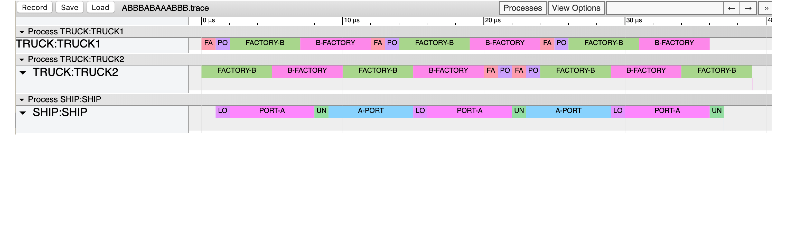 Record Save Load ABBBABAAABBB.trace Processes View Options ← → »
0 µs 10 µs 20 µs 30 µs 40
Process TRUCK:TRUCK1
TRUCK:TRUCK1 FA PO FACTORY-B B-FACTORY FA PO FACTORY-B B-FACTORY FA PO FACTORY-B B-FACTORY
Process TRUCK:TRUCK2
TRUCK:TRUCK2 FACTORY-B B-FACTORY FACTORY-B B-FACTORY FA PO FA PO FACTORY-B B-FACTORY FACTORY-B
Process SHIP:SHIP
SHIP:SHIP LO PORT-A UN A-PORT LO PORT-A UN A-PORT LO PORT-A UN